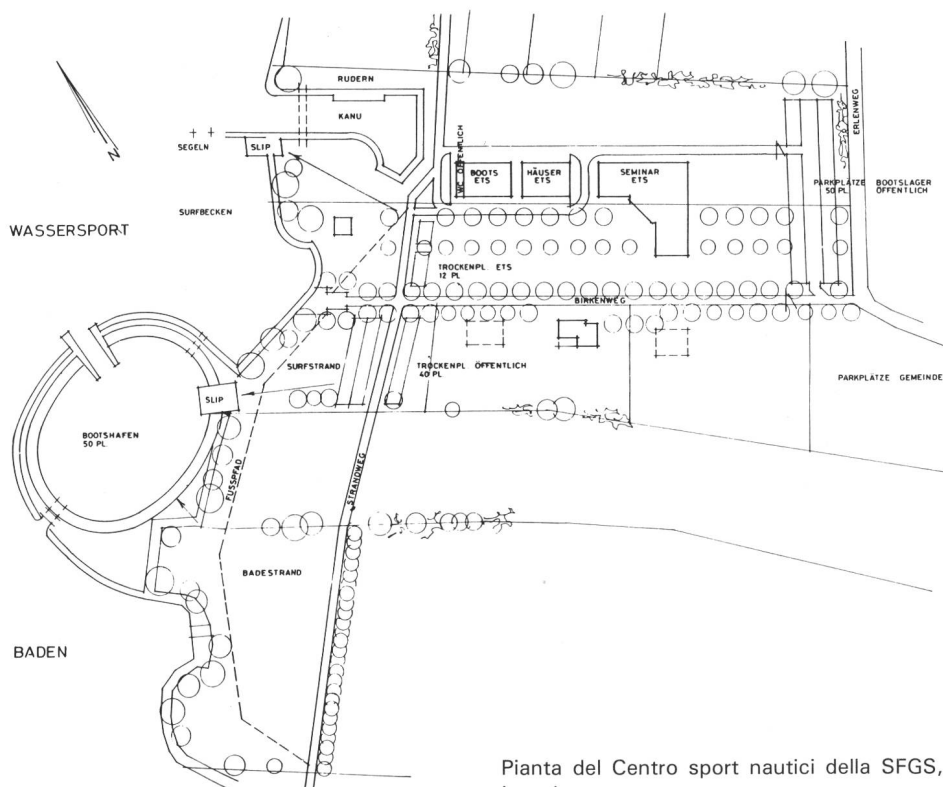 RUDERN
KANU
SEGELN
SLIP
SURFBECKEN
WASSERSPORT
WC ÖFFENTLICH
BOOTS
ETS
HÄUSER
ETS
SEMINAR
ETS
ERLENWEG
PARKPLÄTZE BOOTSLAGER
50 PL. ÖFFENTLICH
TROCKENPL ETS
12 PL
BIRKENWEG
SURFSTRAND
TROCKENPL ÖFFENTLICH
40 PL
PARKPLÄTZE GEMEINDE
SLIP
BOOTSHAFEN
50 PL
FUSSPFAD
STRANDWEG
BADESTRAND
BADEN
N
Pianta del Centro sport nautici della SFGS,